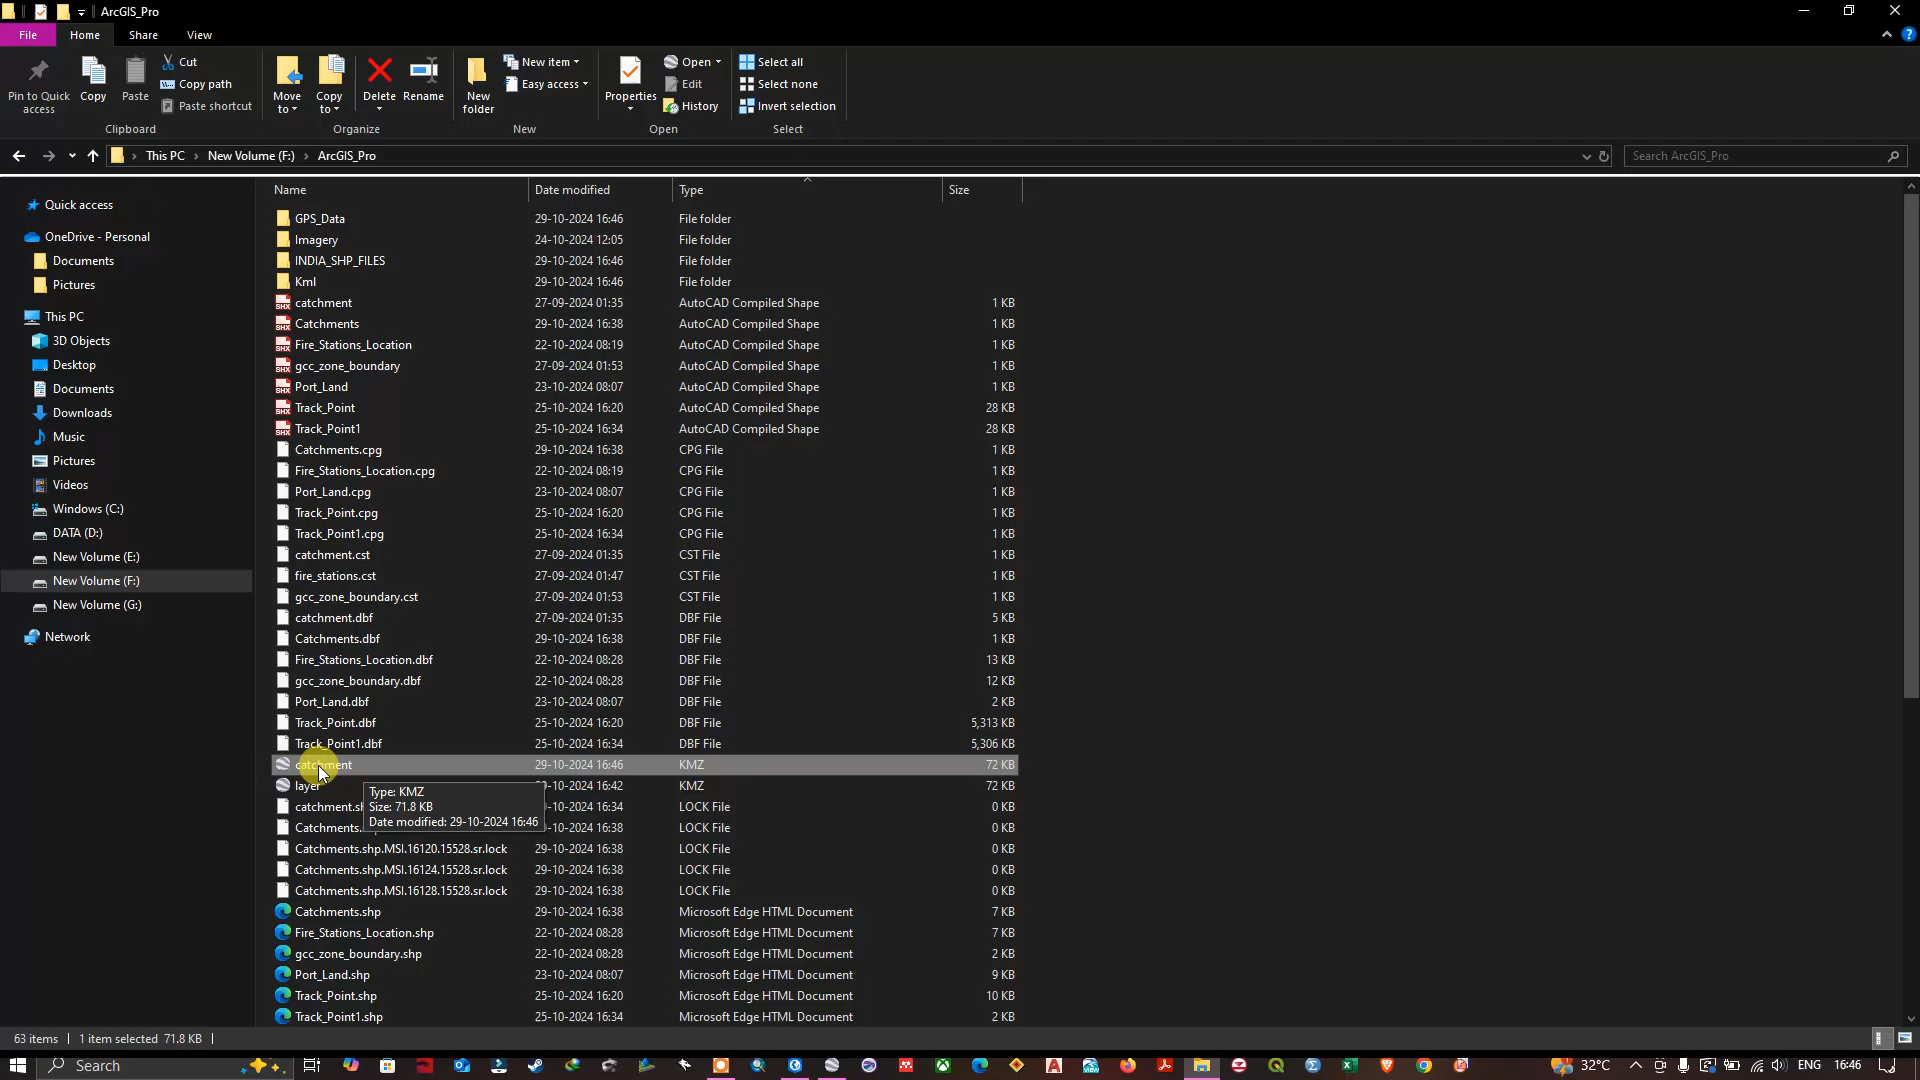 ArcGIS_Pro
File Home Share View
Pin to Quick access
Copy
Paste
Cut
Copy path
Paste shortcut
Clipboard
Move to
Copy to
Delete
Rename
Organize
New folder
New item
Easy access
New
Properties
Open
Edit
History
Open
Select all
Select none
Invert selection
Select
This PC > New Volume (F:) > ArcGIS_Pro
Search ArcGIS_Pro
Quick access
OneDrive - Personal
Documents
Pictures
This PC
3D Objects
Desktop
Documents
Downloads
Music
Pictures
Videos
Windows (C:)
DATA (D:)
New Volume (E:)
New Volume (F:)
New Volume (G:)
Network
Name Date modified Type Size
GPS_Data 29-10-2024 16:46 File folder
Imagery 24-10-2024 12:05 File folder
INDIA_SHP_FILES 29-10-2024 16:46 File folder
Kml 29-10-2024 16:46 File folder
catchment 27-09-2024 01:35 AutoCAD Compiled Shape 1 KB
Catchments 29-10-2024 16:38 AutoCAD Compiled Shape 1 KB
Fire_Stations_Location 22-10-2024 08:19 AutoCAD Compiled Shape 1 KB
gcc_zone_boundary 27-09-2024 01:53 AutoCAD Compiled Shape 1 KB
Port_Land 23-10-2024 08:07 AutoCAD Compiled Shape 1 KB
Track_Point 25-10-2024 16:20 AutoCAD Compiled Shape 28 KB
Track_Point1 25-10-2024 16:34 AutoCAD Compiled Shape 28 KB
Catchments.cpg 29-10-2024 16:38 CPG File 1 KB
Fire_Stations_Location.cpg 22-10-2024 08:19 CPG File 1 KB
Port_Land.cpg 23-10-2024 08:07 CPG File 1 KB
Track_Point.cpg 25-10-2024 16:20 CPG File 1 KB
Track_Point1.cpg 25-10-2024 16:34 CPG File 1 KB
catchment.cst 27-09-2024 01:35 CST File 1 KB
fire_stations.cst 27-09-2024 01:47 CST File 1 KB
gcc_zone_boundary.cst 27-09-2024 01:53 CST File 1 KB
catchment.dbf 27-09-2024 01:35 DBF File 5 KB
Catchments.dbf 29-10-2024 16:38 DBF File 1 KB
Fire_Stations_Location.dbf 22-10-2024 08:28 DBF File 13 KB
gcc_zone_boundary.dbf 22-10-2024 08:28 DBF File 12 KB
Port_Land.dbf 23-10-2024 08:07 DBF File 2 KB
Track_Point.dbf 25-10-2024 16:20 DBF File 5,313 KB
Track_Point1.dbf 25-10-2024 16:34 DBF File 5,306 KB
catchment 29-10-2024 16:46 KMZ 72 KB
layer -10-2024 16:42 KMZ 72 KB
Type: KMZ
Size: 71.8 KB
Date modified: 29-10-2024 16:46
catchment.sh -10-2024 16:34 LOCK File 0 KB
Catchments. -10-2024 16:38 LOCK File 0 KB
Catchments.shp.MSI.16120.15528.sr.lock 29-10-2024 16:38 LOCK File 0 KB
Catchments.shp.MSI.16124.15528.sr.lock 29-10-2024 16:38 LOCK File 0 KB
Catchments.shp.MSI.16128.15528.sr.lock 29-10-2024 16:38 LOCK File 0 KB
Catchments.shp 29-10-2024 16:38 Microsoft Edge HTML Document 7 KB
Fire_Stations_Location.shp 22-10-2024 08:28 Microsoft Edge HTML Document 7 KB
gcc_zone_boundary.shp 22-10-2024 08:28 Microsoft Edge HTML Document 2 KB
Port_Land.shp 23-10-2024 08:07 Microsoft Edge HTML Document 9 KB
Track_Point.shp 25-10-2024 16:20 Microsoft Edge HTML Document 10 KB
Track_Point1.shp 25-10-2024 16:34 Microsoft Edge HTML Document 2 KB
63 items 1 item selected 71.8 KB
Search
32°C ENG 16:46